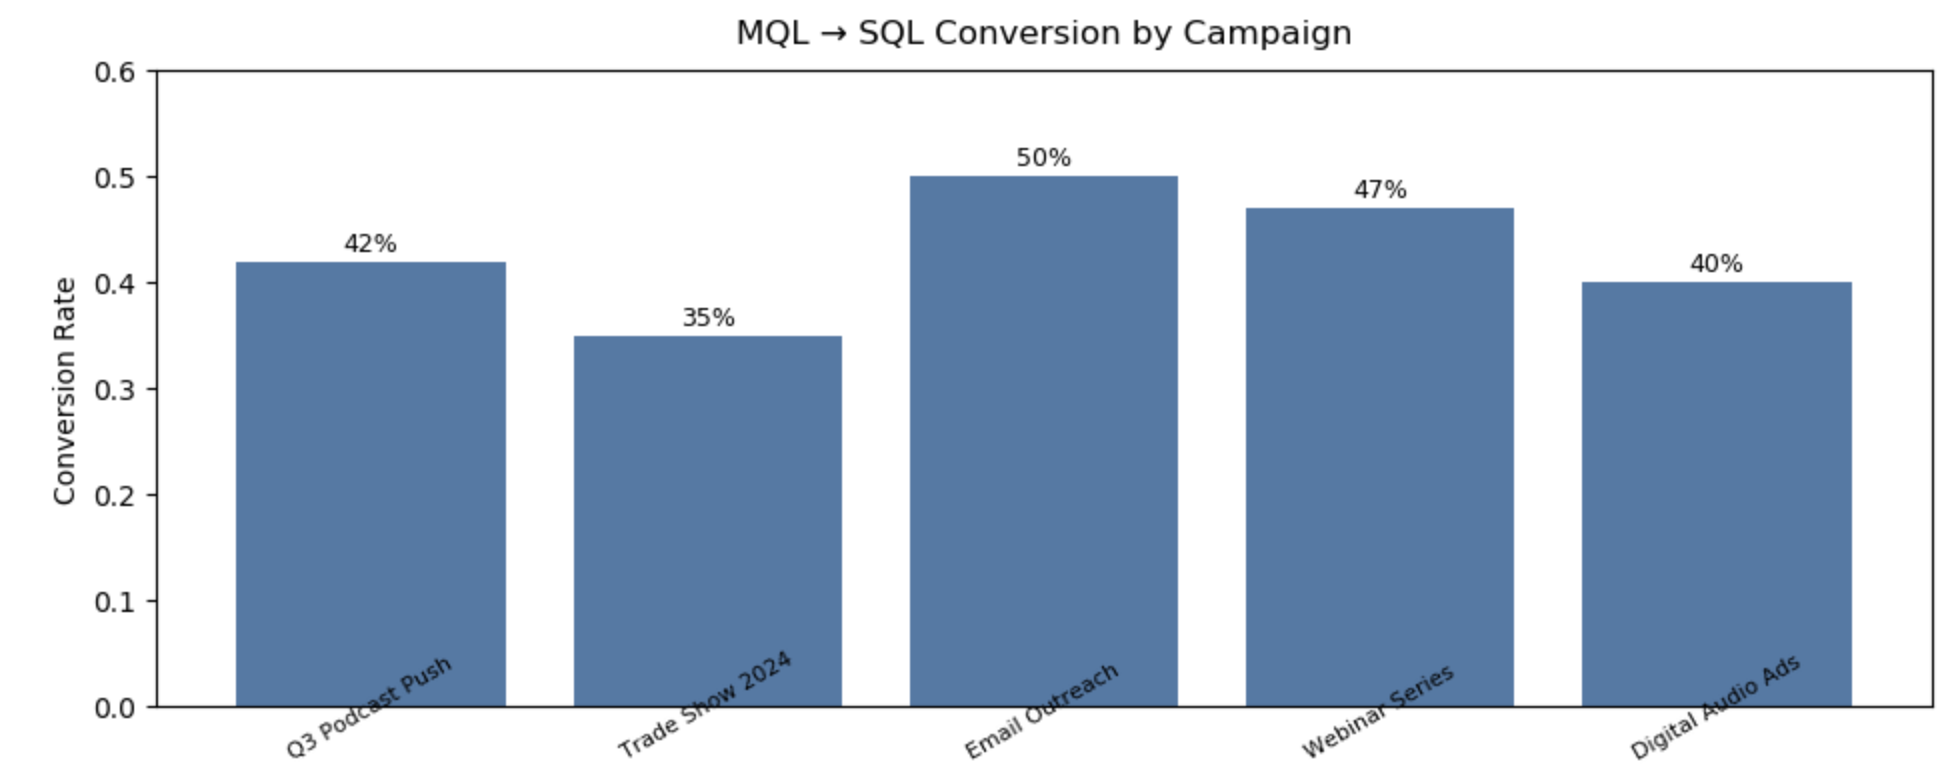 MQL → SQL Conversion by Campaign
Conversion Rate
0.6
0.5
0.4
0.3
0.2
0.1
0.0
42%
35%
50%
47%
40%
Q3 Podcast Push
Trade Show 2024
Email Outreach
Webinar Series
Digital Audio Ads